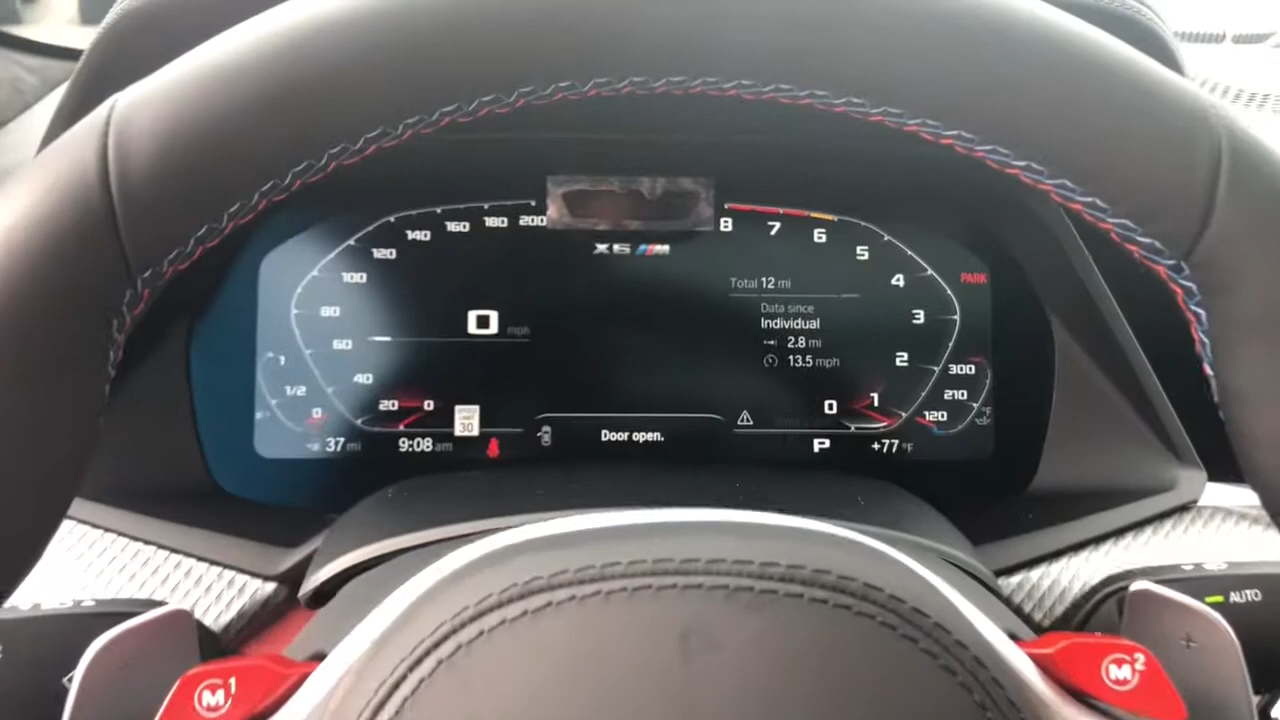 200
180
160
140
120
100
80
60
40
20
0
X6 M
0 mph
1
1/2
0
37 mi
9:08 am
SPEED LIMIT 30
Door open.
Total 12 mi
Data since
Individual
2.8 mi
13.5 mph
8
7
6
5
4
3
2
1
0
PARK
300
210
120
°F
P
+77 °F
AUTO
+
M1
M2